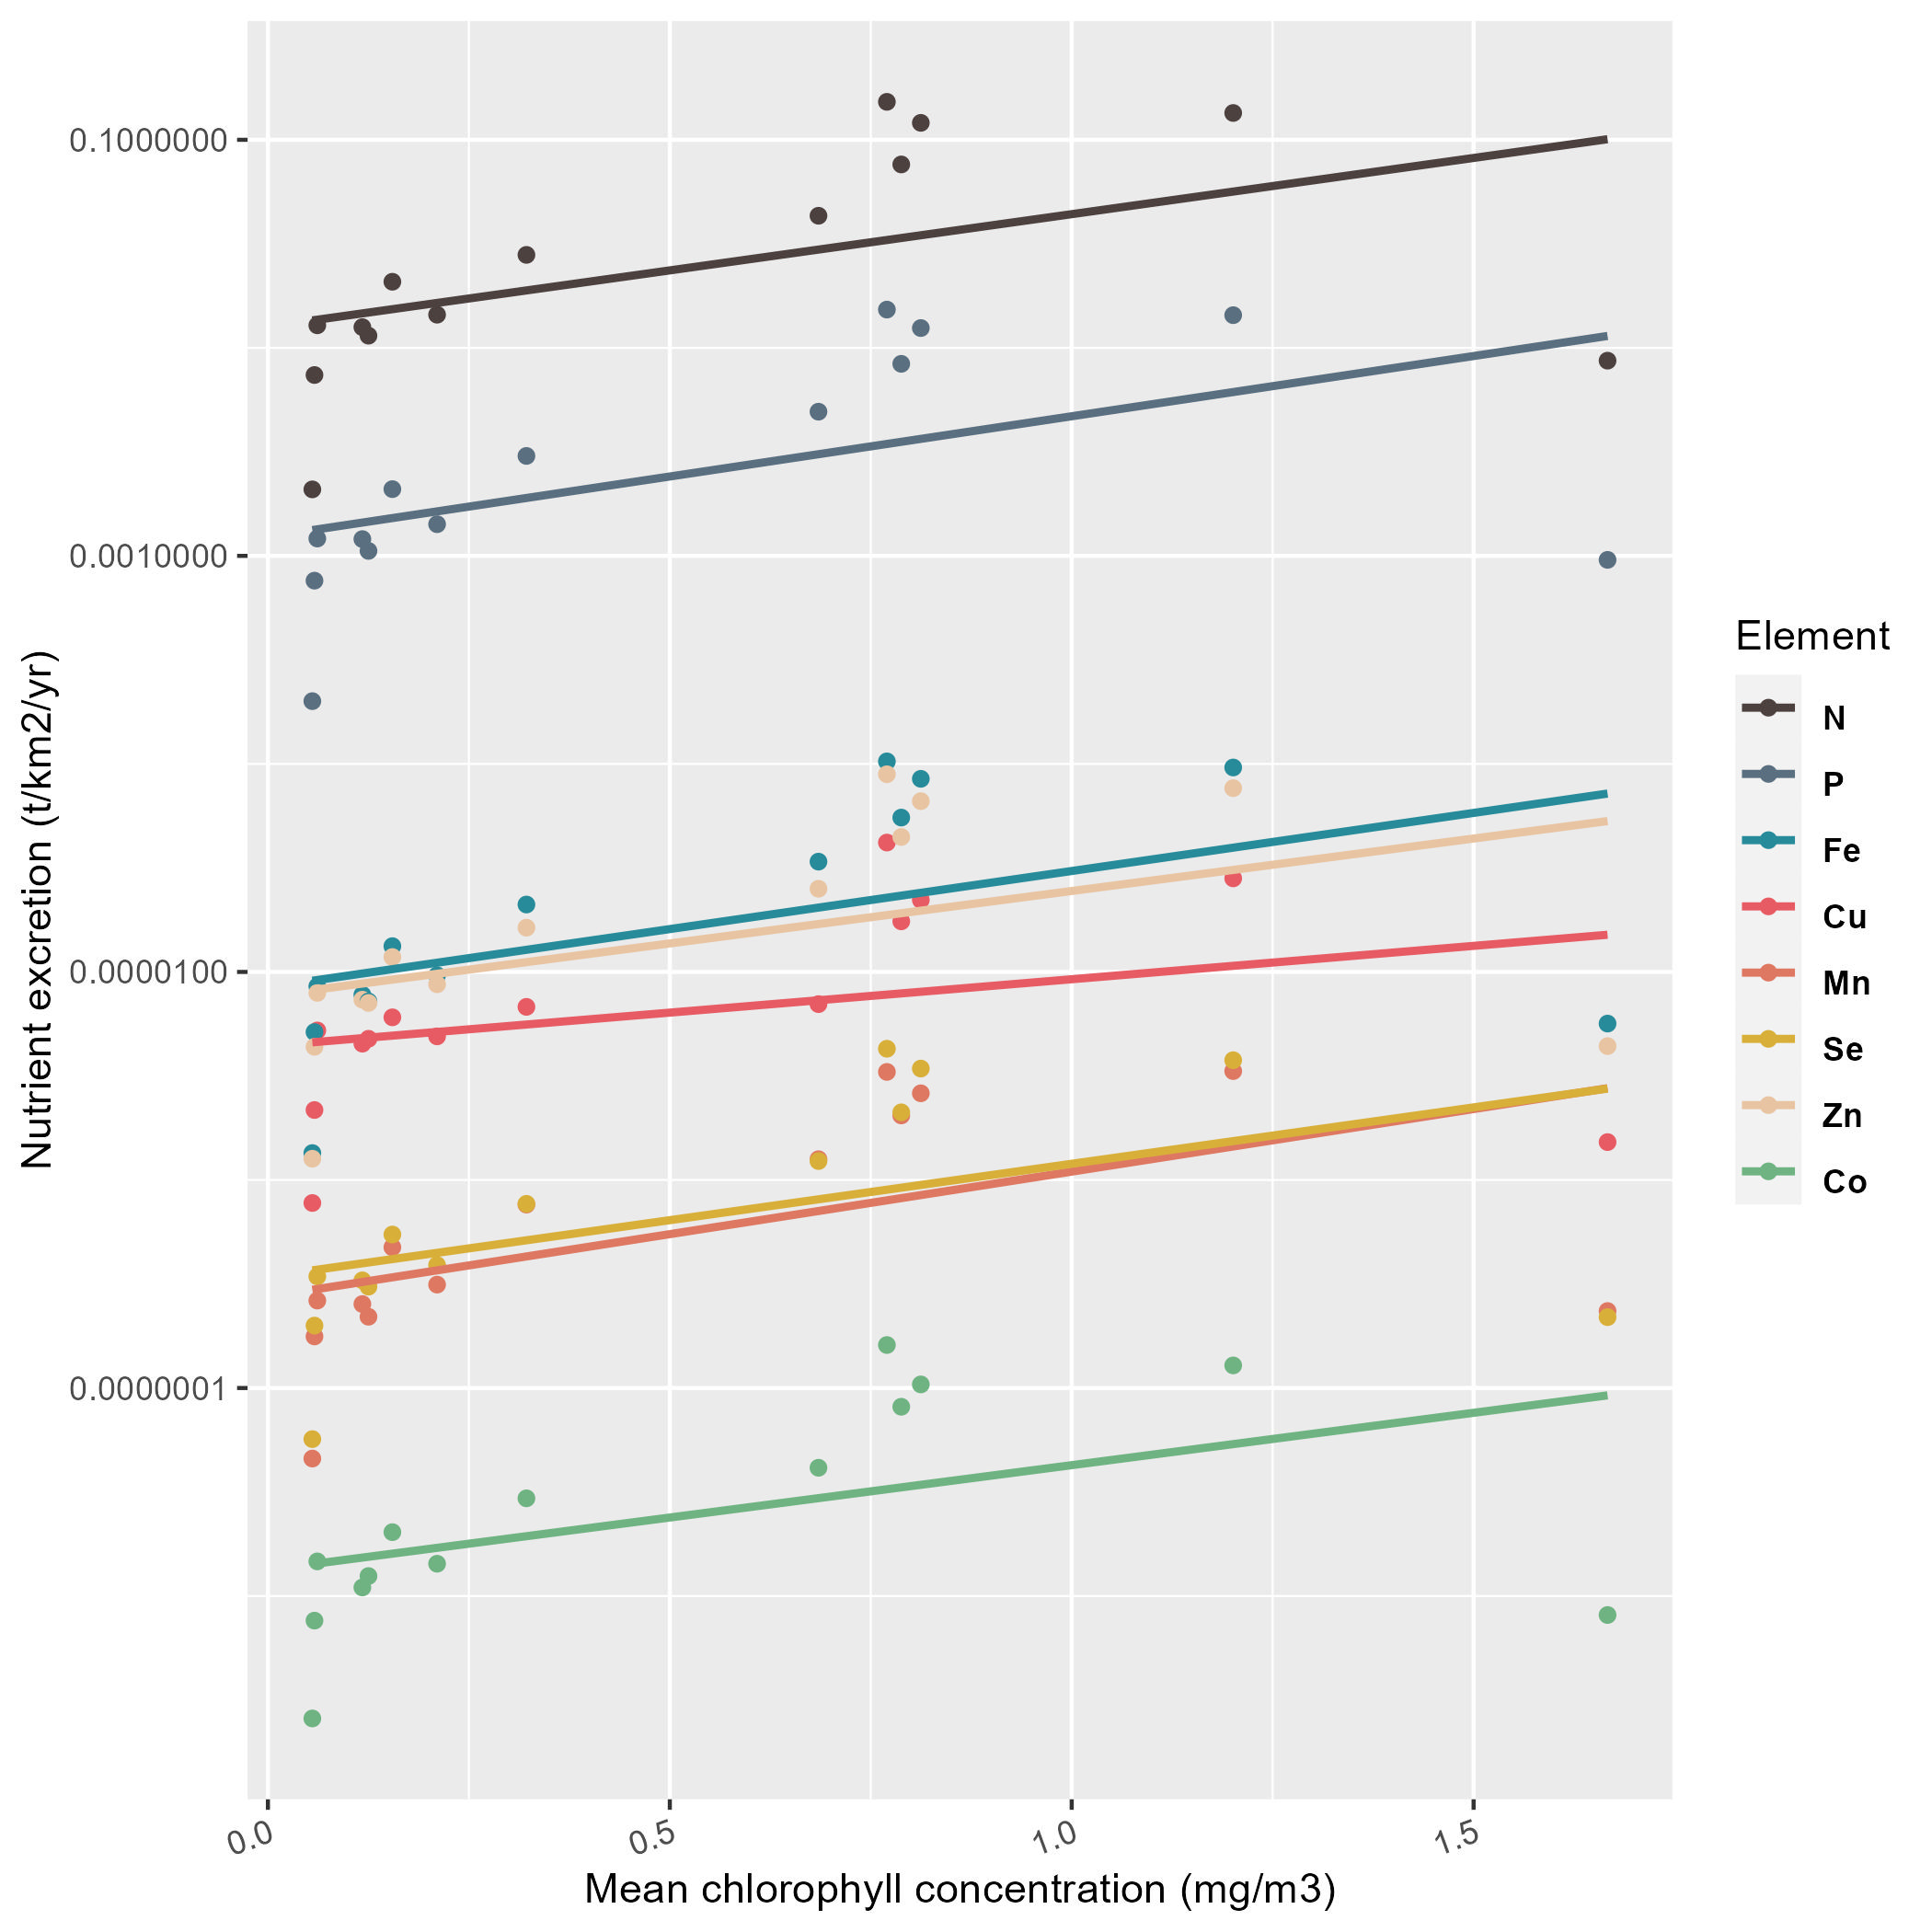 0.1000000
0.0010000
0.0000100
0.0000001
Nutrient excretion (t/km2/yr)
0.0
0.5
1.0
1.5
Mean chlorophyll concentration (mg/m3)
Element
N
P
Fe
Cu
Mn
Se
Zn
Co